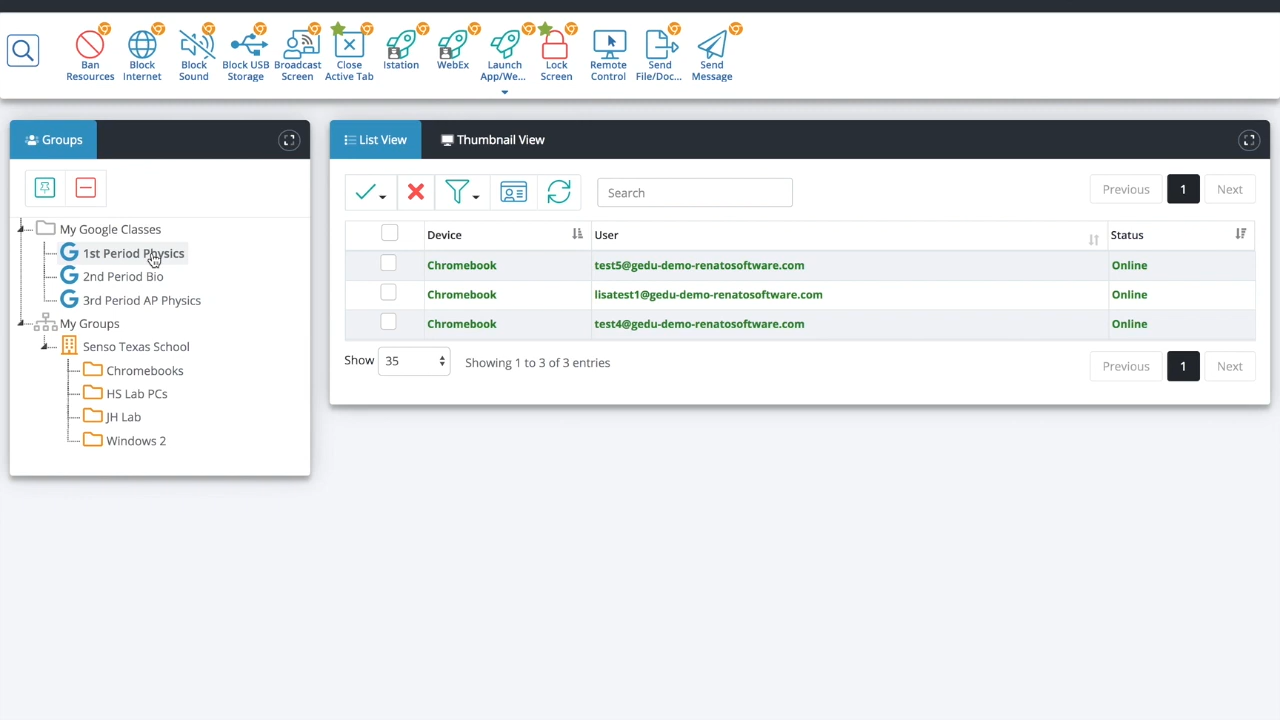 Ban Resources
Block Internet
Block Sound
Block USB Storage
Broadcast Screen
Close Active Tab
Istation
WebEx
Launch App/We...
Lock Screen
Remote Control
Send File/Doc...
Send Message
Groups
My Google Classes
1st Period Physics
2nd Period Bio
3rd Period AP Physics
My Groups
Senso Texas School
Chromebooks
HS Lab PCs
JH Lab
Windows 2
List View Thumbnail View
Search Previous 1 Next
Device User Status
Chromebook test5@gedu-demo-renatosoftware.com Online
Chromebook lisatest1@gedu-demo-renatosoftware.com Online
Chromebook test4@gedu-demo-renatosoftware.com Online
Show 35 Showing 1 to 3 of 3 entries Previous 1 Next